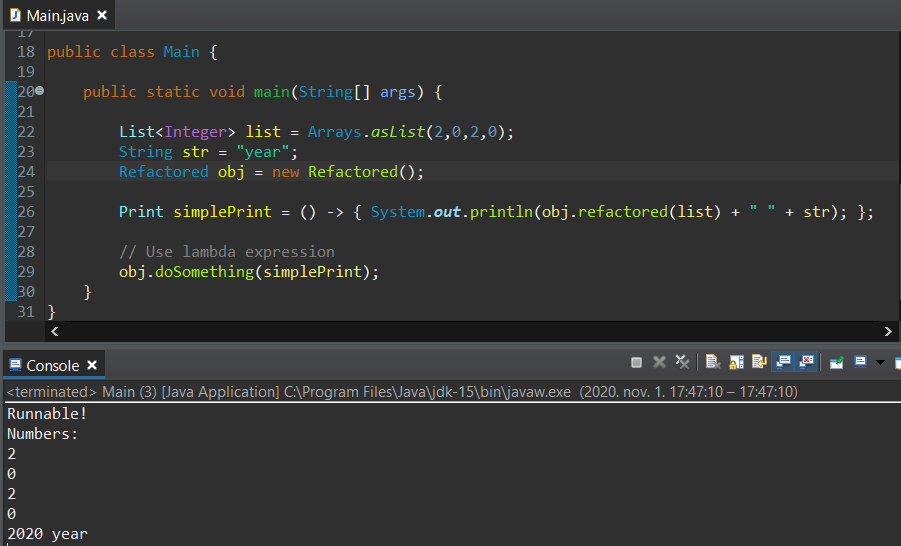 Main.java
17
18 public class Main {
19
20 public static void main(String[] args) {
21
22 List<Integer> list = Arrays.asList(2,0,2,0);
23 String str = "year";
24 Refactored obj = new Refactored();
25
26 Print simplePrint = () -> { System.out.println(obj.refactored(list) + " " + str); };
27
28 // Use lambda expression
29 obj.doSomething(simplePrint);
30 }
31 }
Console
<terminated> Main (3) [Java Application] C:\Program Files\Java\jdk-15\bin\javaw.exe (2020. nov. 1. 17:47:10 – 17:47:10)
Runnable!
Numbers:
2
0
2
0
2020 year